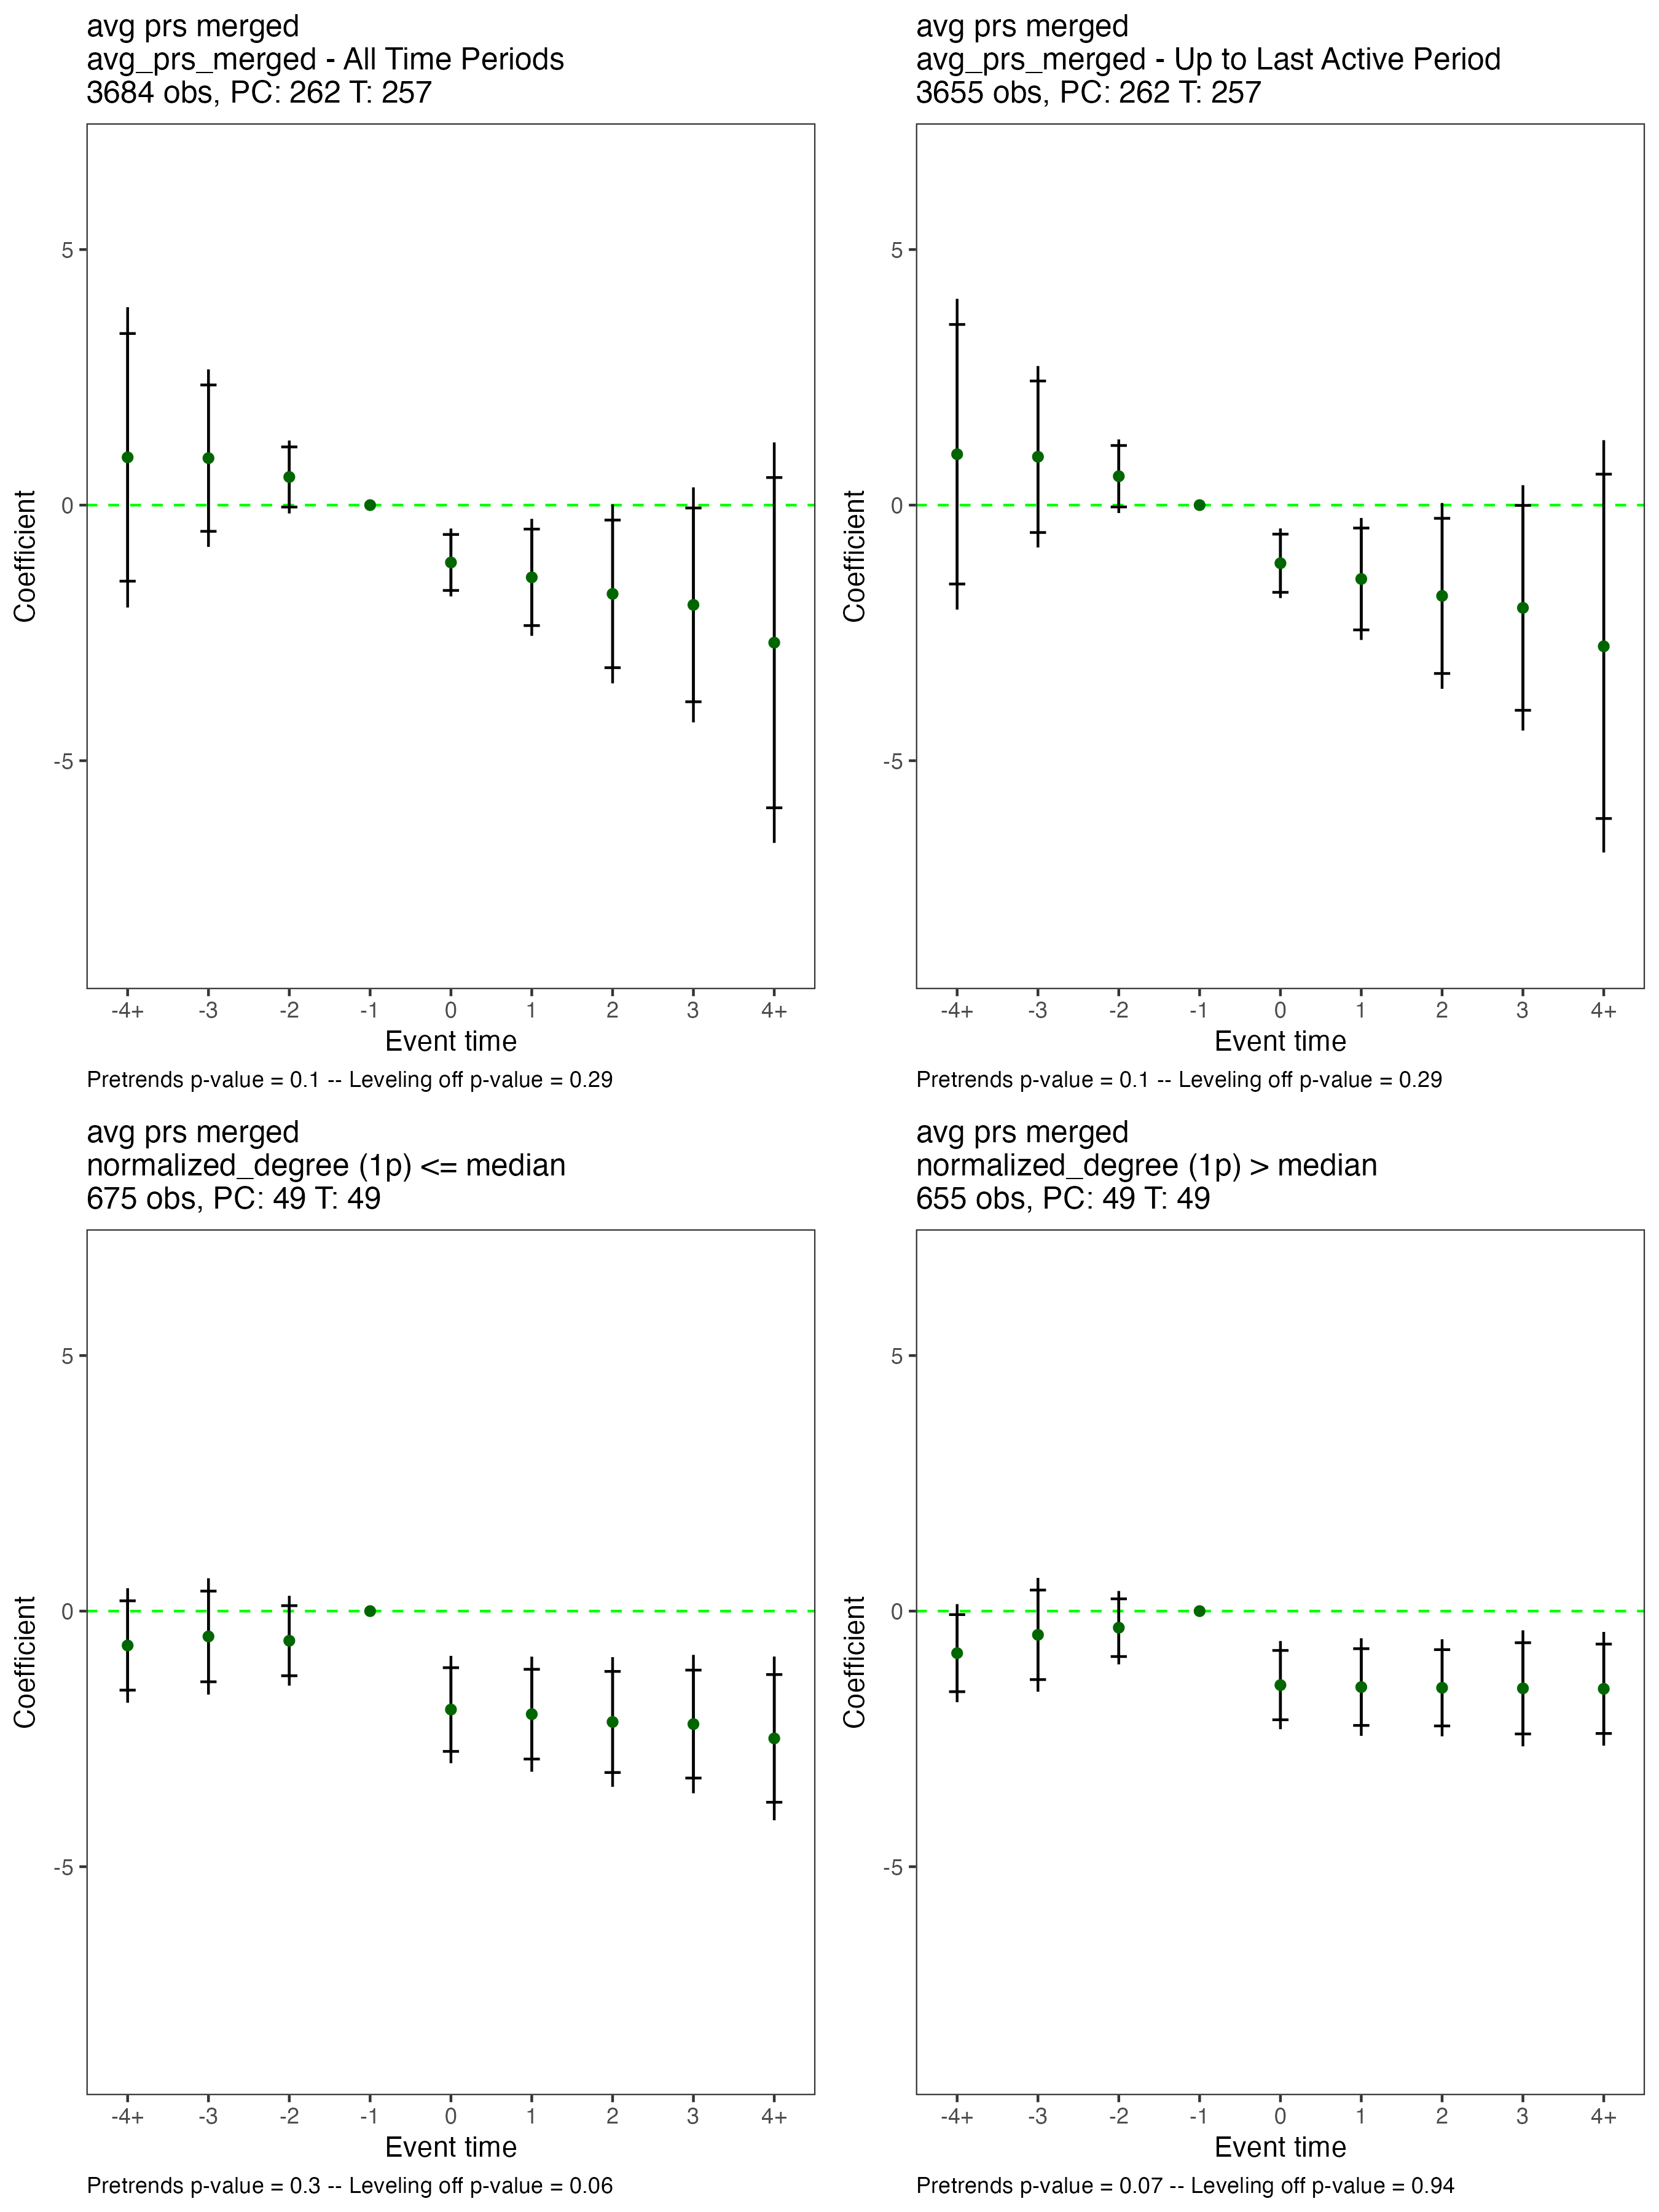 avg prs merged
avg_prs_merged - All Time Periods
3684 obs, PC: 262 T: 257
5
0
-5
Coefficient
-4+ -3 -2 -1 0 1 2 3 4+
Event time
Pretrends p-value = 0.1 -- Leveling off p-value = 0.29
avg prs merged
avg_prs_merged - Up to Last Active Period
3655 obs, PC: 262 T: 257
5
0
-5
Coefficient
-4+ -3 -2 -1 0 1 2 3 4+
Event time
Pretrends p-value = 0.1 -- Leveling off p-value = 0.29
avg prs merged
normalized_degree (1p) <= median
675 obs, PC: 49 T: 49
5
0
-5
Coefficient
-4+ -3 -2 -1 0 1 2 3 4+
Event time
Pretrends p-value = 0.3 -- Leveling off p-value = 0.06
avg prs merged
normalized_degree (1p) > median
655 obs, PC: 49 T: 49
5
0
-5
Coefficient
-4+ -3 -2 -1 0 1 2 3 4+
Event time
Pretrends p-value = 0.07 -- Leveling off p-value = 0.94